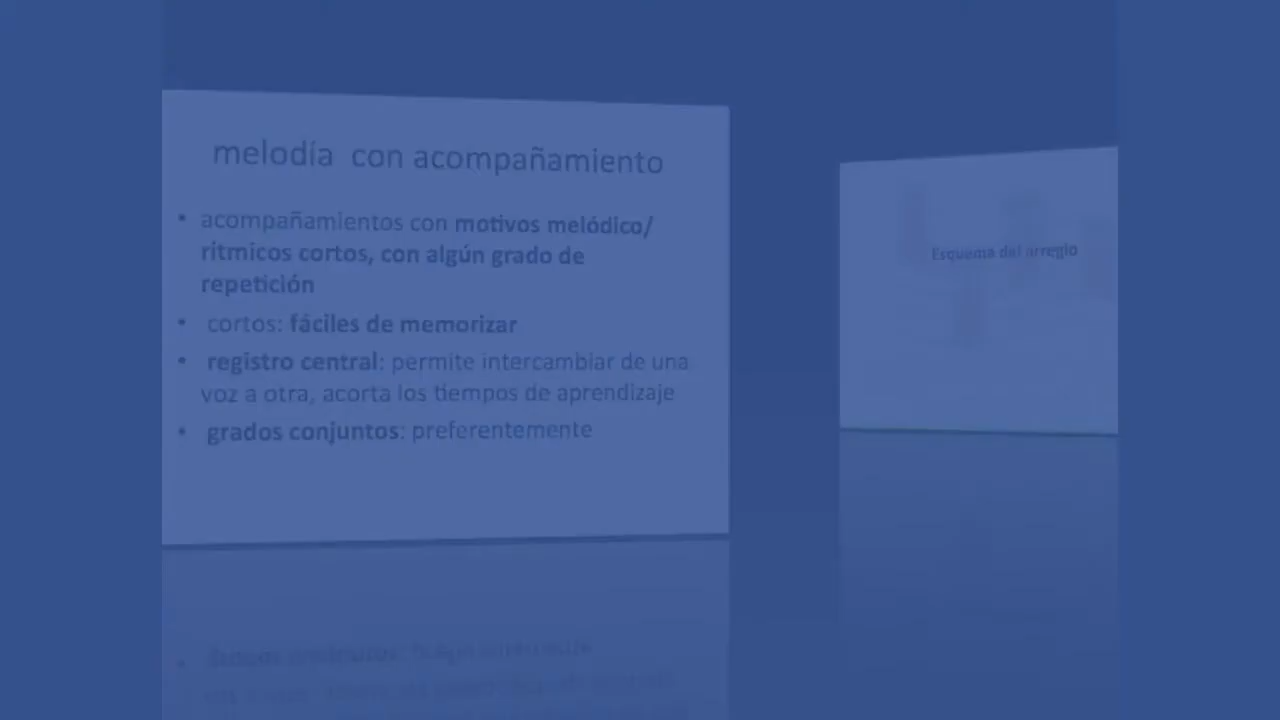 melodía con acompañamiento
• acompañamientos con motivos melódico/
rítmicos cortos, con algún grado de
repetición
• cortos: fáciles de memorizar
• registro central: permite intercambiar de una
voz a otra, acorta los tiempos de aprendizaje
• grados conjuntos: preferentemente
Esquema del arreglo